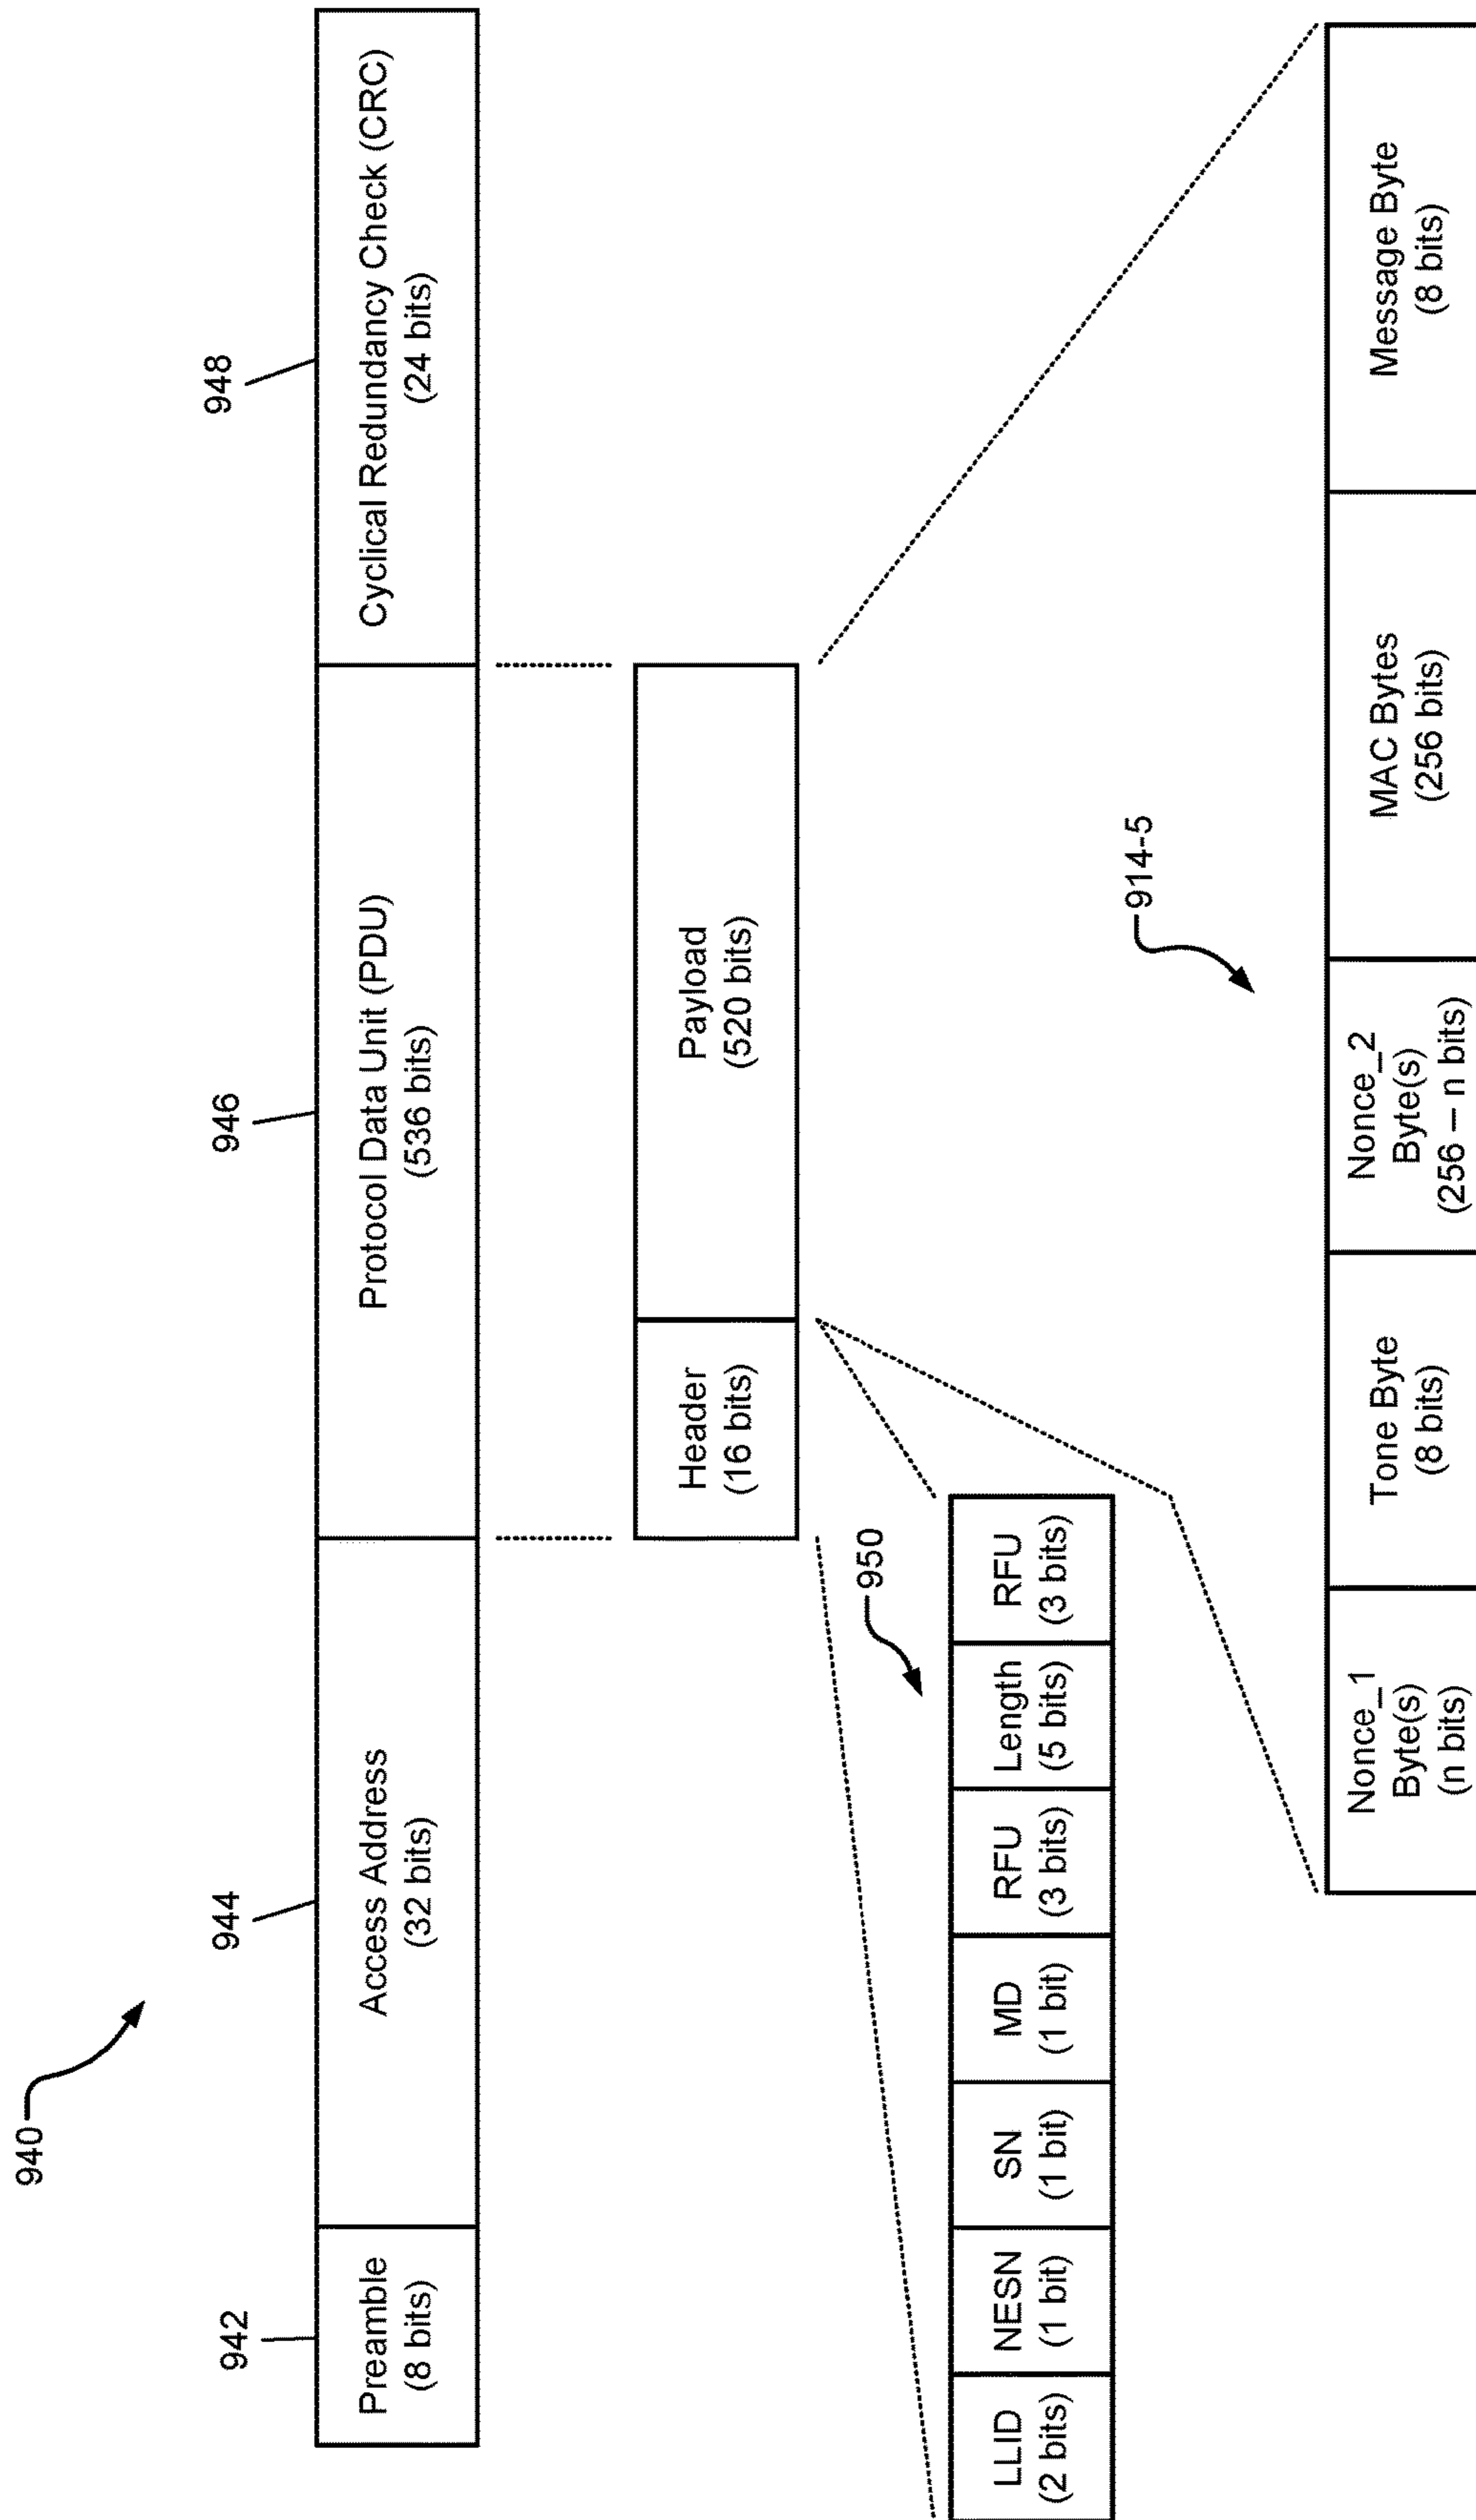 940
942
944
946
948
Preamble
(8 bits)
Access Address
(32 bits)
Protocol Data Unit (PDU)
(536 bits)
Cyclical Redundancy Check (CRC)
(24 bits)
Header
(16 bits)
Payload
(520 bits)
950
LLID
(2 bits)
NESN
(1 bit)
SN
(1 bit)
MD
(1 bit)
RFU
(3 bits)
Length
(5 bits)
RFU
(3 bits)
914-5
Nonce_1
Byte(s)
(n bits)
Tone Byte
(8 bits)
Nonce_2
Byte(s)
(256 – n bits)
MAC Bytes
(256 bits)
Message Byte
(8 bits)